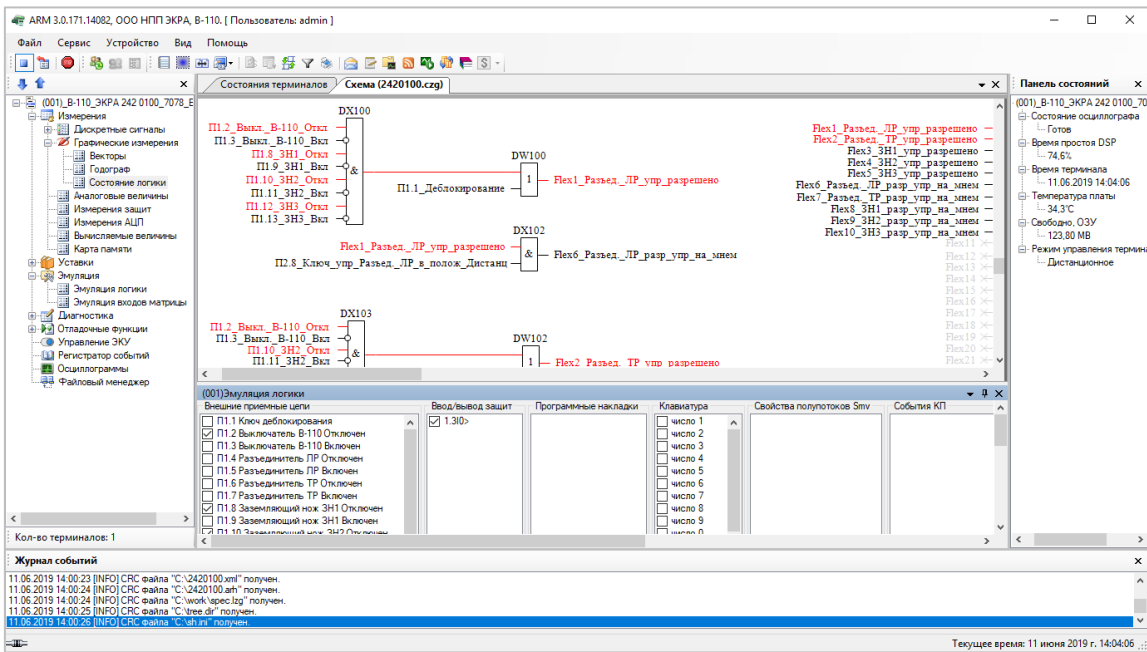 ARM 3.0.171.14082, ООО НПП ЭКРА, В-110. [ Пользователь: admin ]
Файл Сервис Устройство Вид Помощь
Состояния терминалов
Схема (2420100.czg)
Панель состояний
(001)_В-110_ЭКРА 242 0100_7078_E
Измерения
Дискретные сигналы
Графические измерения
Векторы
Годограф
Состояние логики
Аналоговые величины
Измерения защит
Измерения АЦП
Вычисляемые величины
Карта памяти
Уставки
Эмуляция
Эмуляция логики
Эмуляция входов матрицы
Диагностика
Отладочные функции
Управление ЭКУ
Регистратор событий
Осциллограммы
Файловый менеджер
Кол-во терминалов: 1
DX100
П1.2_Выкл._В-110_Откл
П1.3_Выкл._В-110_Вкл
П1.8_ЗН1_Откл
П1.9_ЗН1_Вкл
П1.10_ЗН2_Откл
П1.11_ЗН2_Вкл
П1.12_ЗН3_Откл
П1.13_ЗН3_Вкл
&
DW100
П1.1_Деблокирование
1
Flex1_Разъед._ЛР_упр_разрешено
DX102
Flex1_Разъед._ЛР_упр_разрешено
П2.8_Ключ_упр_Разъед._ЛР_в_полож_Дистанц
&
Flex6_Разъед._ЛР_разр_упр_на_мнем
DX103
П1.2_Выкл._В-110_Откл
П1.3_Выкл._В-110_Вкл
П1.10_ЗН2_Откл
П1.11_ЗН2_Вкл
&
DW102
1
Flex2_Разъед._ТР_упр_разрешено
Flex1_Разъед._ЛР_упр_разрешено
Flex2_Разъед._ТР_упр_разрешено
Flex3_ЗН1_упр_разрешено
Flex4_ЗН2_упр_разрешено
Flex5_ЗН3_упр_разрешено
Flex6_Разъед._ЛР_разр_упр_на_мнем
Flex7_Разъед._ТР_разр_упр_на_мнем
Flex8_ЗН1_разр_упр_на_мнем
Flex9_ЗН2_разр_упр_на_мнем
Flex10_ЗН3_разр_упр_на_мнем
Flex11
Flex12
Flex13
Flex14
Flex15
Flex16
Flex17
Flex18
Flex19
Flex20
Flex21
(001)_В-110_ЭКРА 242 0100_70
Состояние осциллографа
Готов
Время простоя DSP
74,6%
Время терминала
11.06.2019 14:04:06
Температура платы
34,3°C
Свободно, ОЗУ
123,80 MB
Режим управления термина
Дистанционное
(001)Эмуляция логики
Внешние приемные цепи
П1.1 Ключ деблокирования
П1.2 Выключатель В-110 Отключен
П1.3 Выключатель В-110 Включен
П1.4 Разъединитель ЛР Отключен
П1.5 Разъединитель ЛР Включен
П1.6 Разъединитель ТР Отключен
П1.7 Разъединитель ТР Включен
П1.8 Заземляющий нож ЗН1 Отключен
П1.9 Заземляющий нож ЗН1 Включен
П1.10 Заземляющий нож ЗН2 Отключен
Ввод/вывод защит
1.3I0>
Программные накладки
Клавиатура
число 1
число 2
число 3
число 4
число 5
число 6
число 7
число 8
число 9
число 0
Свойства полупотоков Smv
События КП
Журнал событий
11.06.2019 14:00:23 [INFO] CRC файла "C:\2420100.xml" получен.
11.06.2019 14:00:24 [INFO] CRC файла "C:\2420100.arh" получен.
11.06.2019 14:00:24 [INFO] CRC файла "C:\work\spec.lzg" получен.
11.06.2019 14:00:25 [INFO] CRC файла "C:\tree.dir" получен.
11.06.2019 14:00:26 [INFO] CRC файла "C:\sh.ini" получен.
Текущее время: 11 июня 2019 г. 14:04:06